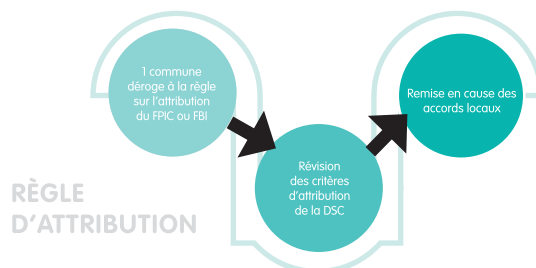 1 commune
déroge à la règle
sur l'attribution
du FPIC ou FBI
Révision
des critères
d'attribution
de la DSC
Remise en cause des
accords locaux
RÈGLE
D'ATTRIBUTION